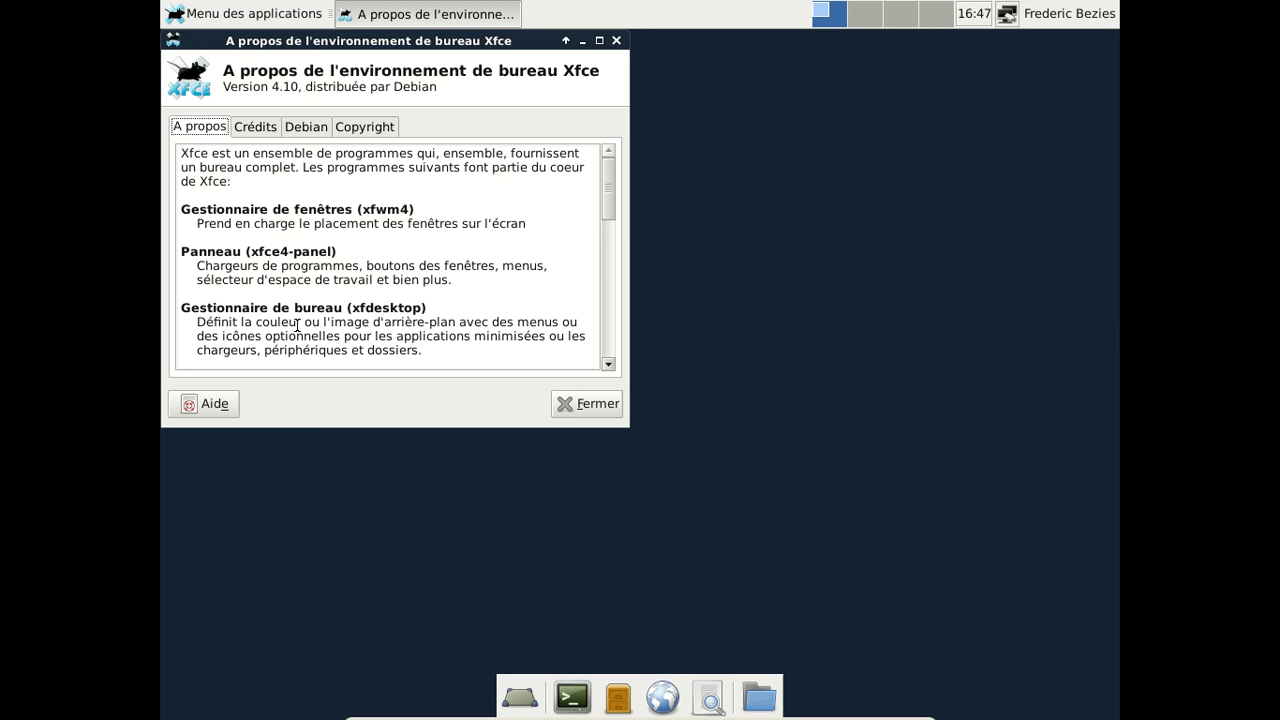 Menu des applications
A propos de l'environne...
16:47
Frederic Bezies
A propos de l'environnement de bureau Xfce
XFCE
A propos de l'environnement de bureau Xfce
Version 4.10, distribuée par Debian
A propos
Crédits
Debian
Copyright
Xfce est un ensemble de programmes qui, ensemble, fournissent
un bureau complet. Les programmes suivants font partie du coeur
de Xfce:
Gestionnaire de fenêtres (xfwm4)
Prend en charge le placement des fenêtres sur l'écran
Panneau (xfce4-panel)
Chargeurs de programmes, boutons des fenêtres, menus,
sélecteur d'espace de travail et bien plus.
Gestionnaire de bureau (xfdesktop)
Définit la couleur ou l'image d'arrière-plan avec des menus ou
des icônes optionnelles pour les applications minimisées ou les
chargeurs, périphériques et dossiers.
Aide
Fermer